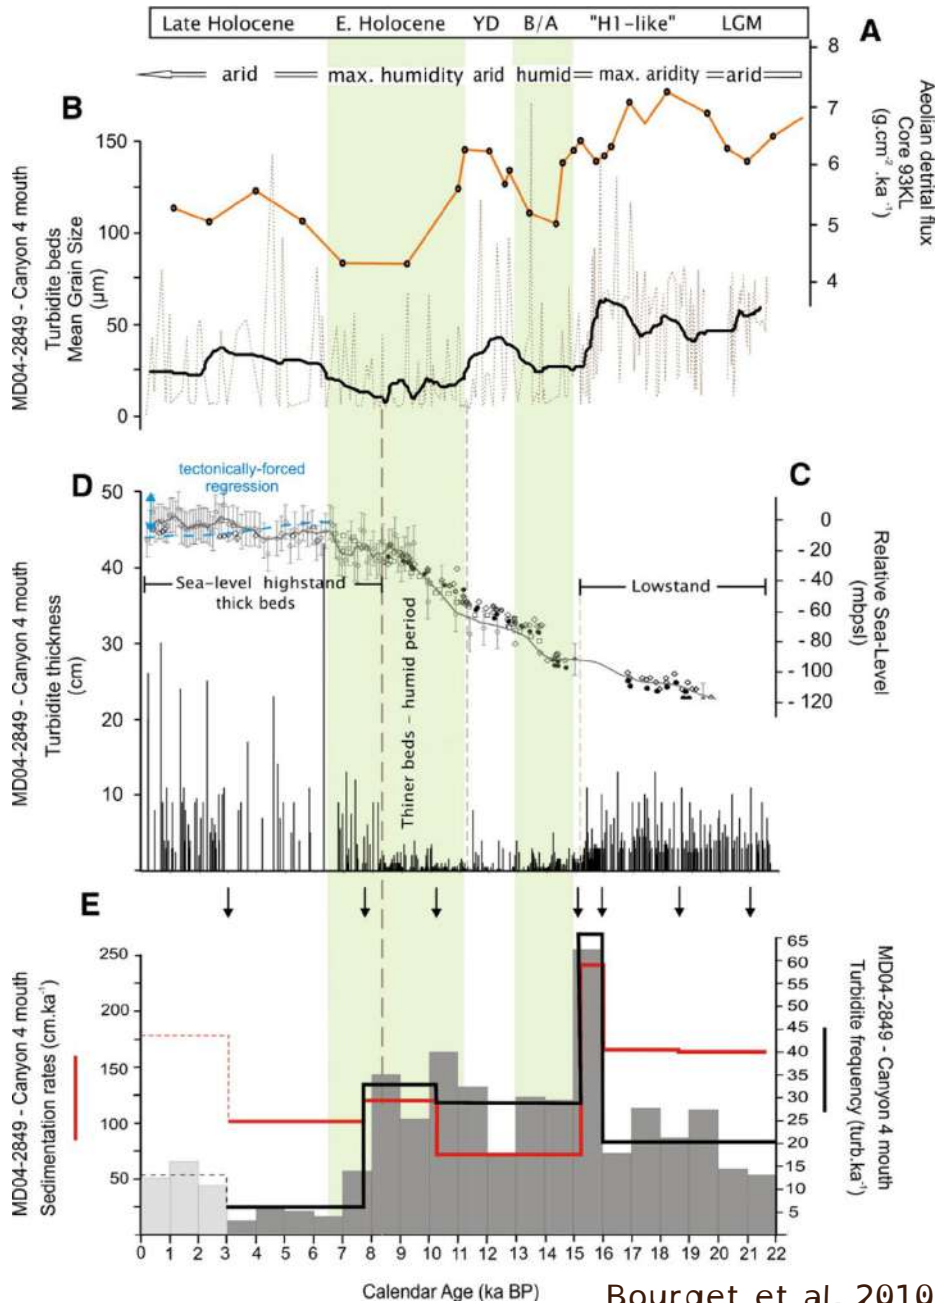 Late Holocene E. Holocene YD B/A "H1-like" LGM
A
arid max. humidity arid humid max. aridity arid
B
MD04-2849 - Canyon 4 mouth
Turbidite beds
Mean Grain Size
(µm)
150
100
50
0
8
7
6
5
4
Aeolian detrital flux
Core 93KL
(g.cm⁻².ka⁻¹)
D
tectonically-forced
regression
C
MD04-2849 - Canyon 4 mouth
Turbidite thickness
(cm)
50
40
30
20
10
Sea-level highstand
thick beds
Thiner beds - humid period
Lowstand
0
- 20
- 40
- 60
- 80
- 100
- 120
Relative Sea-Level
(mbpsl)
E
MD04-2849 - Canyon 4 mouth
Sedimentation rates (cm.ka⁻¹)
250
200
150
100
50
65
60
55
50
45
40
35
30
25
20
15
10
5
MD04-2849 - Canyon 4 mouth
Turbidite frequency (turb.ka⁻¹)
0 1 2 3 4 5 6 7 8 9 10 11 12 13 14 15 16 17 18 19 20 21 22
Calendar Age (ka BP)
Bourget et al 2010